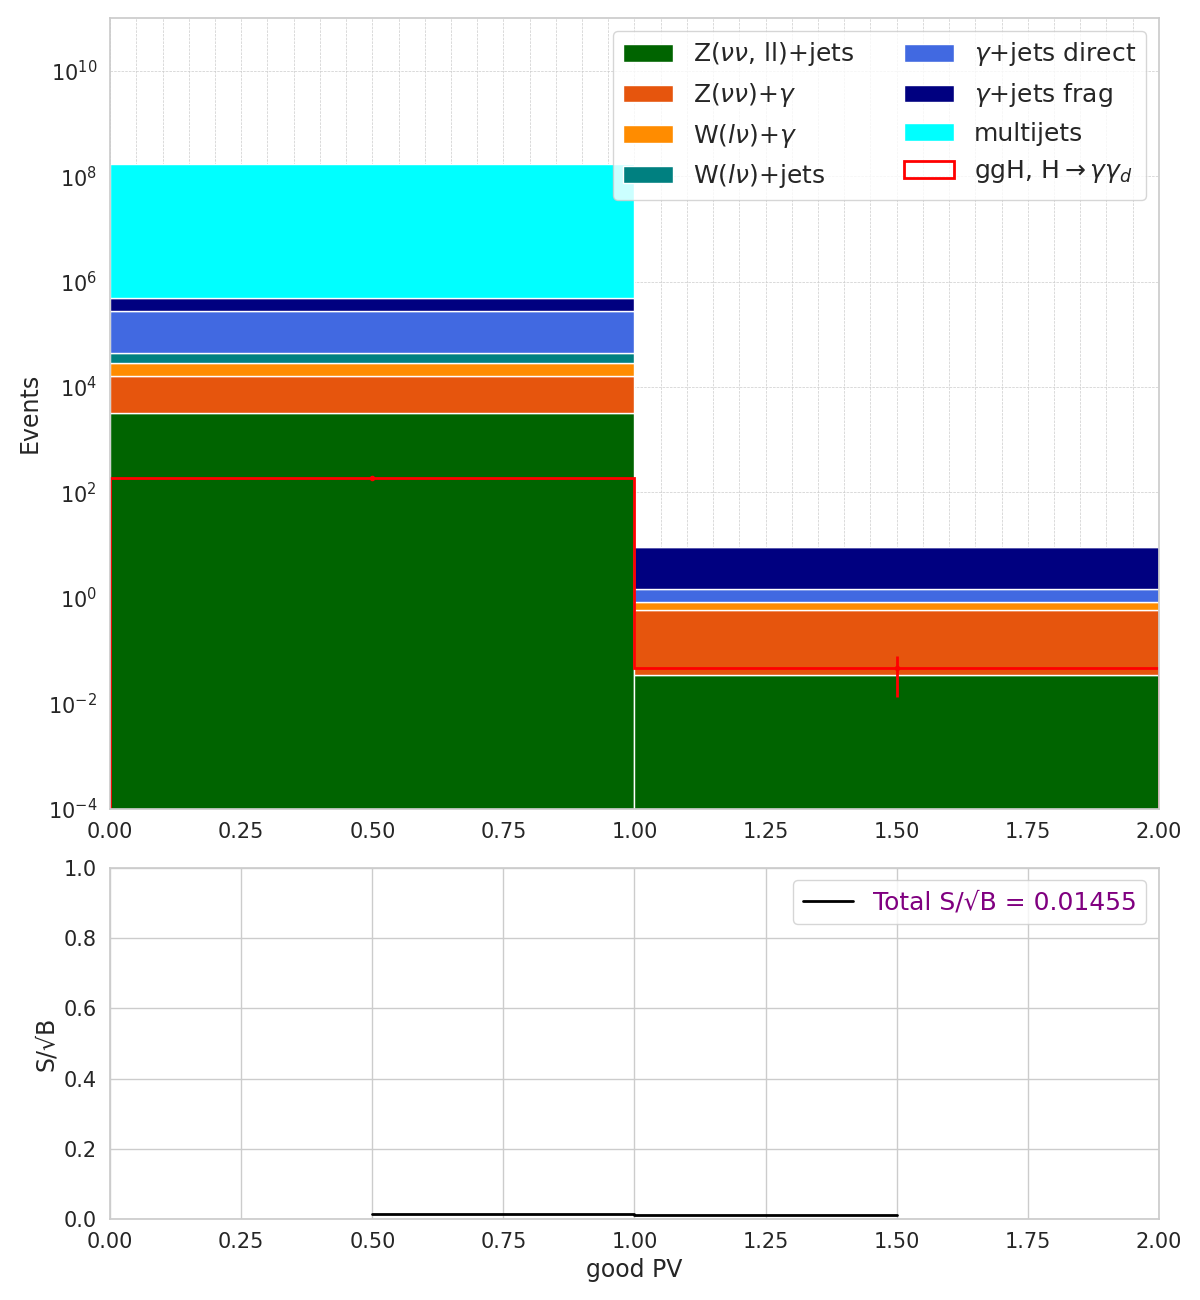 Z(νν, ll)+jets
Z(νν)+γ
W(lν)+γ
W(lν)+jets
γ+jets direct
γ+jets frag
multijets
ggH, H→γγ_d
Events
10^10
10^8
10^6
10^4
10^2
10^0
10^−2
10^−4
0.00 0.25 0.50 0.75 1.00 1.25 1.50 1.75 2.00
Total S/√B = 0.01455
S/√B
1.0
0.8
0.6
0.4
0.2
0.0
0.00 0.25 0.50 0.75 1.00 1.25 1.50 1.75 2.00
good PV